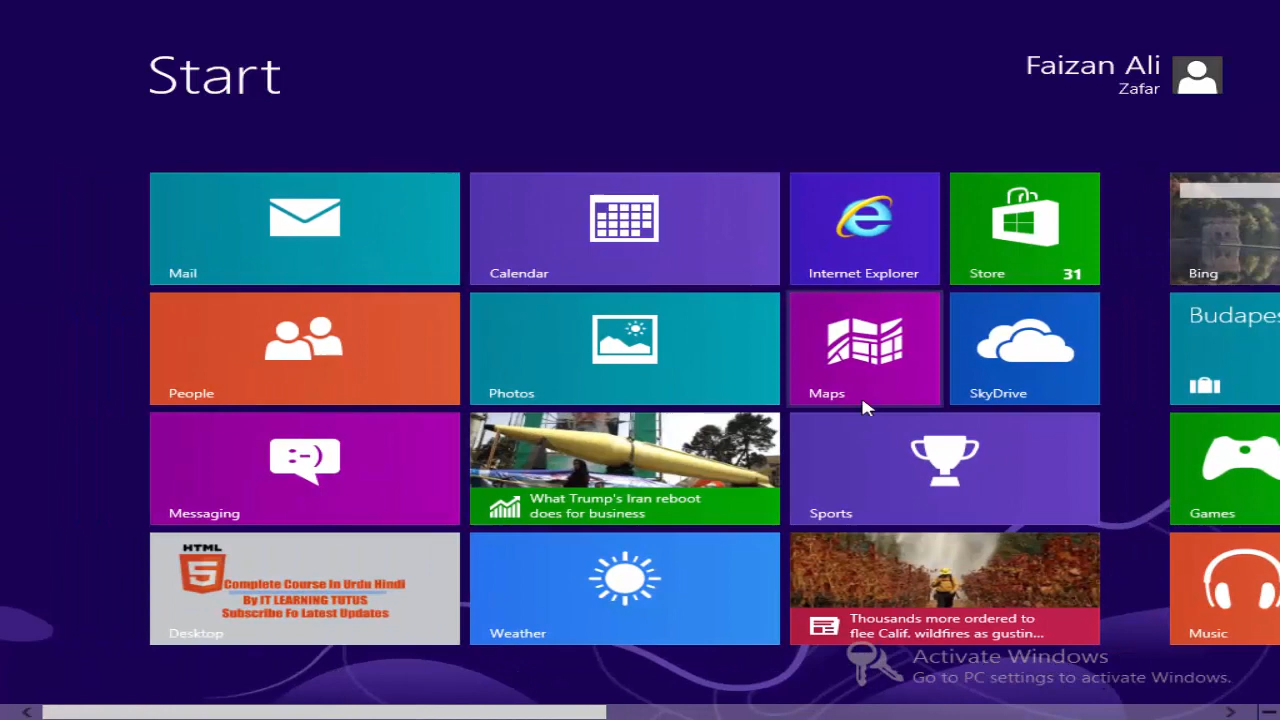 Start
Faizan Ali
Zafar
Mail
Calendar
Internet Explorer
Store
31
Bing
People
Photos
Maps
SkyDrive
Budapes
Messaging
:-)
What Trump's Iran reboot
does for business
Sports
Games
HTML
5
Complete Course In Urdu Hindi
By IT LEARNING TUTUS
Subscribe Fo Latest Updates
Desktop
Weather
Thousands more ordered to
flee Calif. wildfires as gustin...
Music
Activate Windows
Go to PC settings to activate Windows.